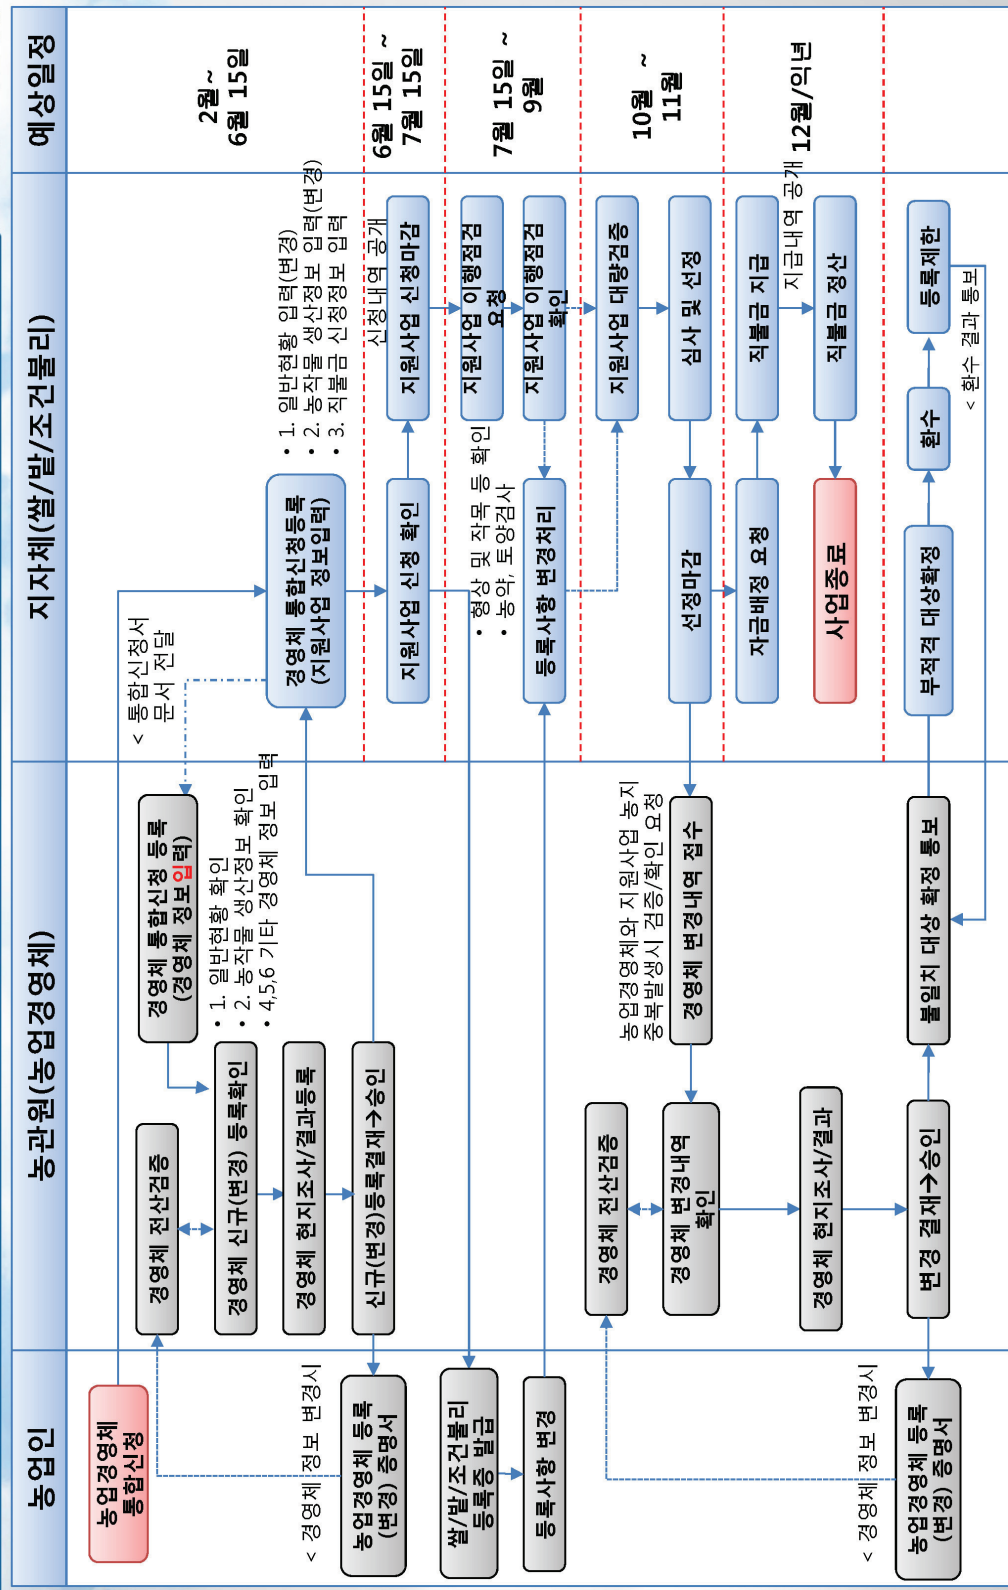 농업인
농관원(농업경영체)
지자체(쌀/밭/조건불리)
예상일정
농업경영체
통합신청
< 통합신청서
문서 전달
경영체 통합신청 등록
(경영체 정보입력)
경영체 전산검증
• 1. 일반현황 확인
• 2. 농작물 생산정보 확인
• 4,5,6 기타 경영체 정보 입력
경영체 신규(변경) 등록확인
경영체 현지조사/결과등록
신규(변경)등록결재→승인
< 경영체 정보 변경시
농업경영체 등록
(변경) 증명서
경영체 통합신청등록
(지원사업 정보입력)
• 1. 일반현황 입력(변경)
• 2. 농작물 생산정보 입력(변경)
• 3. 직불금 신청정보 입력
2월~
6월 15일
지원사업 신청 확인
신청내역 공개
지원사업 신청마감
6월 15일 ~
7월 15일
쌀/밭/조건불리
등록증 발급
등록사항 변경
• 형상 및 작목 등 확인
• 농약, 토양검사
등록사항 변경처리
지원사업 이행점검
요청
지원사업 이행점검
확인
7월 15일 ~
9월
경영체 전산검증
경영체 변경내역
확인
농업경영체와 지원사업 농지
중복발생시 검증/확인 요청
경영체 변경내역 접수
선정마감
지원사업 대량검증
심사 및 선정
10월 ~
11월
경영체 현지조사/결과
자금배정 요청
사업종료
직불금 지급
지급내역 공개
직불금 정산
12월/익년
< 경영체 정보 변경시
농업경영체 등록
(변경) 증명서
변경 결재→승인
불일치 대상 확정 통보
부적격 대상확정
환수
등록제한
< 환수 결과 통보